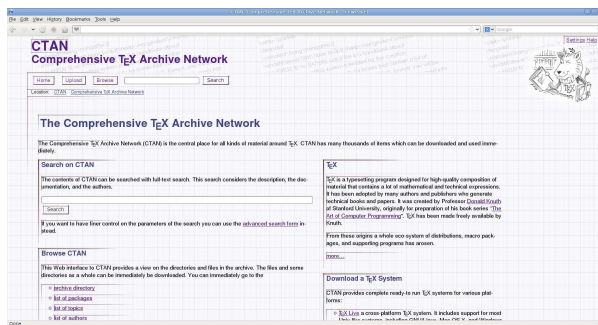 File Edit View History Bookmarks Tools Help
Google
Settings Help
CTAN
Comprehensive TEX Archive Network
Home Upload Browse Search
Location: CTAN Comprehensive TEX Archive Network
The Comprehensive TEX Archive Network
The Comprehensive TEX Archive Network (CTAN) is the central place for all kinds of material around TEX. CTAN has many thousands of items which can be downloaded and used imme-
diately.
Search on CTAN
The contents of CTAN can be searched with full text search. This search considers the description, the doc-
umentation, and the authors.
Search
If you want to have finer control on the parameters of the search you can use the advanced search form in-
stead.
Browse CTAN
This Web interface to CTAN provides a view on the directories and files in the archive. The files and some
directories as a whole can be immediately be downloaded. You can immediately go to the
archive directory
list of packages
list of topics
list of authors
TEX
TEX is a typesetting program designed for high-quality composition of
material that contains a lot of mathematical and technical expressions.
It has been adopted by many authors and publishers who generate
technical books and papers. It was created by Professor Donald Knuth
of Stanford University, originally for preparation of his book series "The
Art of Computer Programming". TEX has been made freely available by
Knuth.
From these origins a whole eco-system of distributions, macro pack-
ages, and supporting programs has arosen.
more...
Download a TEX System
CTAN provides complete ready-to-run TEX systems for various plat-
forms:
TEX Live a cross-platform TEX system. It includes support for most
Unix-like systems, including GNU/Linux, Mac OS X, and Windows
Done